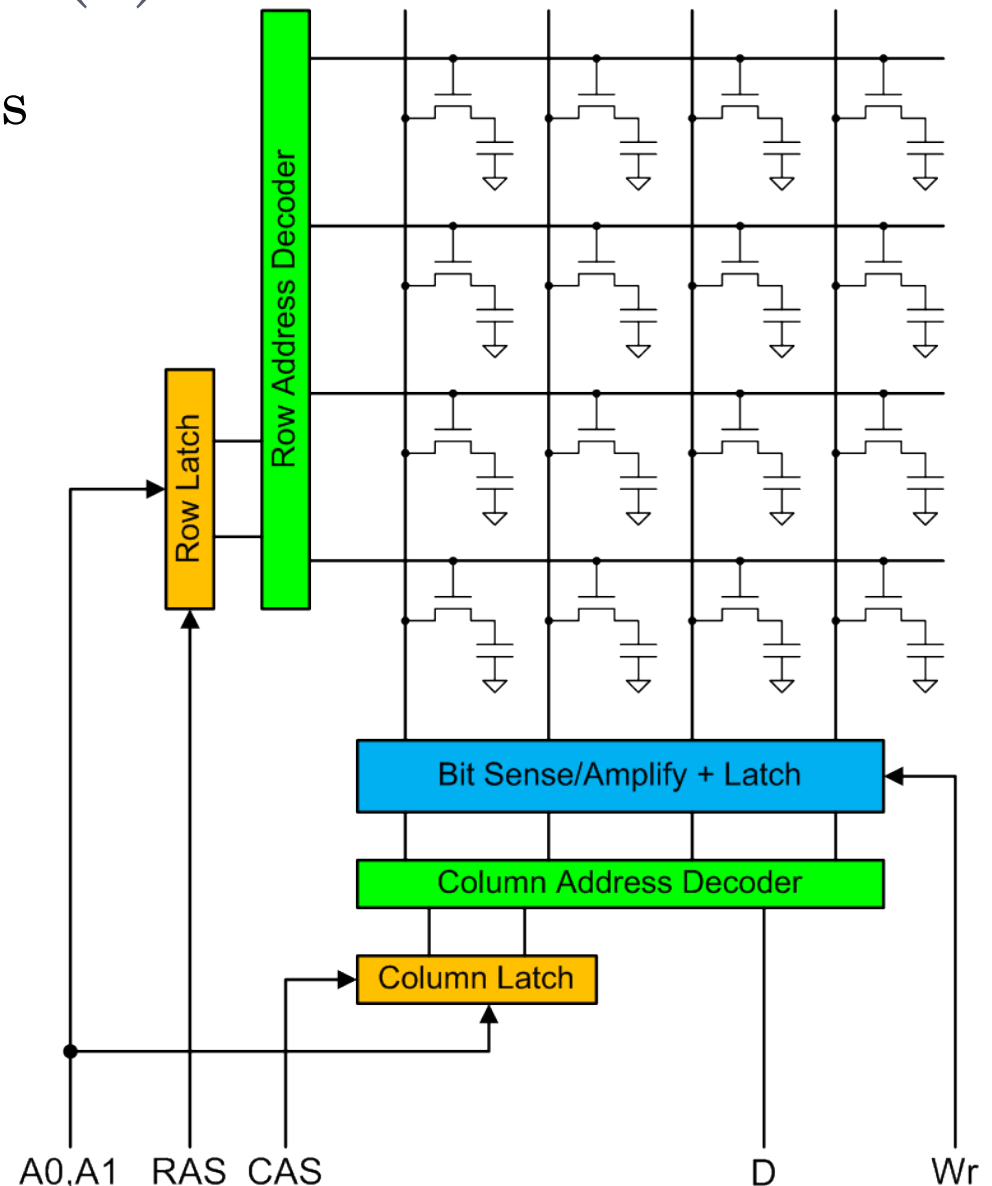 s
Row Address Decoder
Row Latch
Bit Sense/Amplify + Latch
Column Address Decoder
Column Latch
A0,A1 RAS CAS D Wr